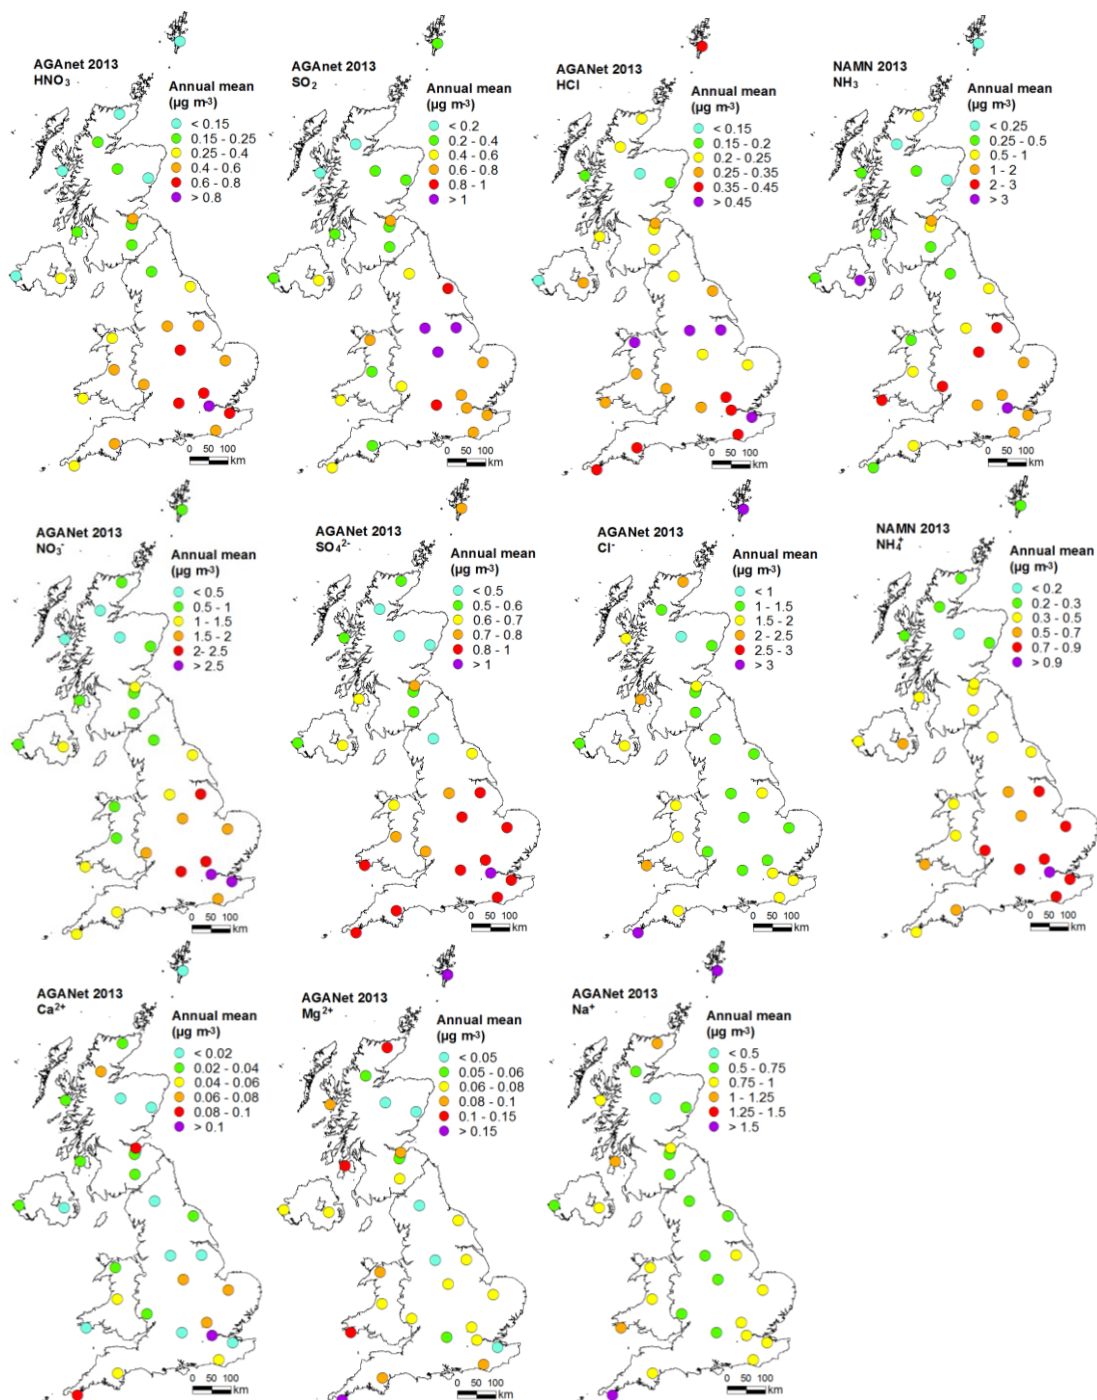 AGAnet 2013
HNO₃
Annual mean
(µg m-³)
< 0.15
0.15 - 0.25
0.25 - 0.4
0.4 - 0.6
0.6 - 0.8
> 0.8
0 50 100
km
AGANet 2013
SO₂
Annual mean
(µg m-³)
< 0.2
0.2 - 0.4
0.4 - 0.6
0.6 - 0.8
0.8 - 1
> 1
0 50 100
km
AGANet 2013
HCl
Annual mean
(µg m-³)
< 0.15
0.15 - 0.2
0.2 - 0.25
0.25 - 0.35
0.35 - 0.45
> 0.45
0 50 100
km
NAMN 2013
NH₃
Annual mean
(µg m-³)
< 0.25
0.25 - 0.5
0.5 - 1
1 - 2
2 - 3
> 3
0 50 100
km
AGANet 2013
NO₃⁻
Annual mean
(µg m-³)
< 0.5
0.5 - 1
1 - 1.5
1.5 - 2
2 - 2.5
> 2.5
0 50 100
km
AGANet 2013
SO₄²⁻
Annual mean
(µg m-³)
< 0.5
0.5 - 0.6
0.6 - 0.7
0.7 - 0.8
0.8 - 1
> 1
0 50 100
km
AGANet 2013
Cl⁻
Annual mean
(µg m-³)
< 1
1 - 1.5
1.5 - 2
2 - 2.5
2.5 - 3
> 3
0 50 100
km
NAMN 2013
NH₄⁺
Annual mean
(µg m-³)
< 0.2
0.2 - 0.3
0.3 - 0.5
0.5 - 0.7
0.7 - 0.9
> 0.9
0 50 100
km
AGANet 2013
Ca²⁺
Annual mean
(µg m-³)
< 0.02
0.02 - 0.04
0.04 - 0.06
0.06 - 0.08
0.08 - 0.1
> 0.1
0 50 100
km
AGANet 2013
Mg²⁺
Annual mean
(µg m-³)
< 0.05
0.05 - 0.06
0.06 - 0.08
0.08 - 0.1
0.1 - 0.15
> 0.15
0 50 100
km
AGANet 2013
Na⁺
Annual mean
(µg m-³)
< 0.5
0.5 - 0.75
0.75 - 1
1 - 1.25
1.25 - 1.5
> 1.5
0 50 100
km